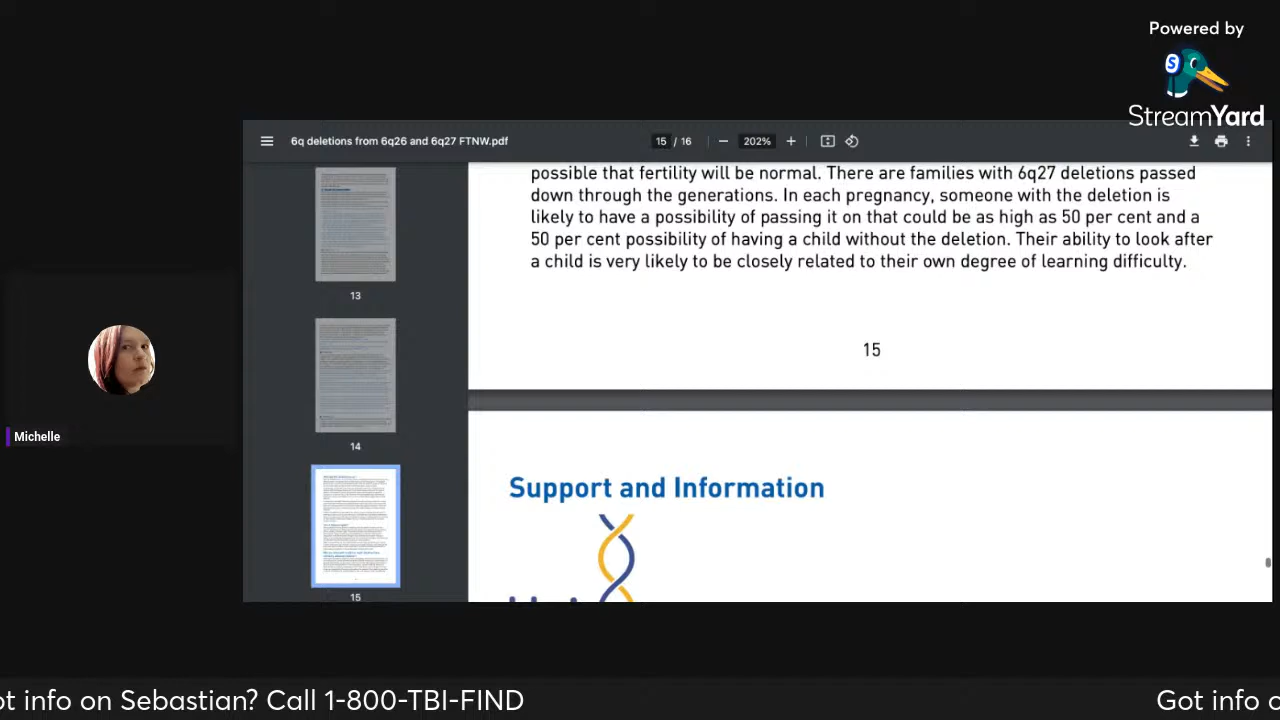 Powered by
StreamYard
6q deletions from 6q26 and 6q27 FTNW.pdf
15 / 16
202%
possible that fertility will be normal. There are families with 6q27 deletions passed
down through the generations. In each pregnancy, someone with the deletion is
likely to have a possibility of passing it on that could be as high as 50 per cent and a
50 per cent possibility of having a child without the deletion. Their ability to look after
a child is very likely to be closely related to their own degree of learning difficulty.
15
Support and Information
13
14
15
Michelle
ot info on Sebastian? Call 1-800-TBI-FIND
Got info